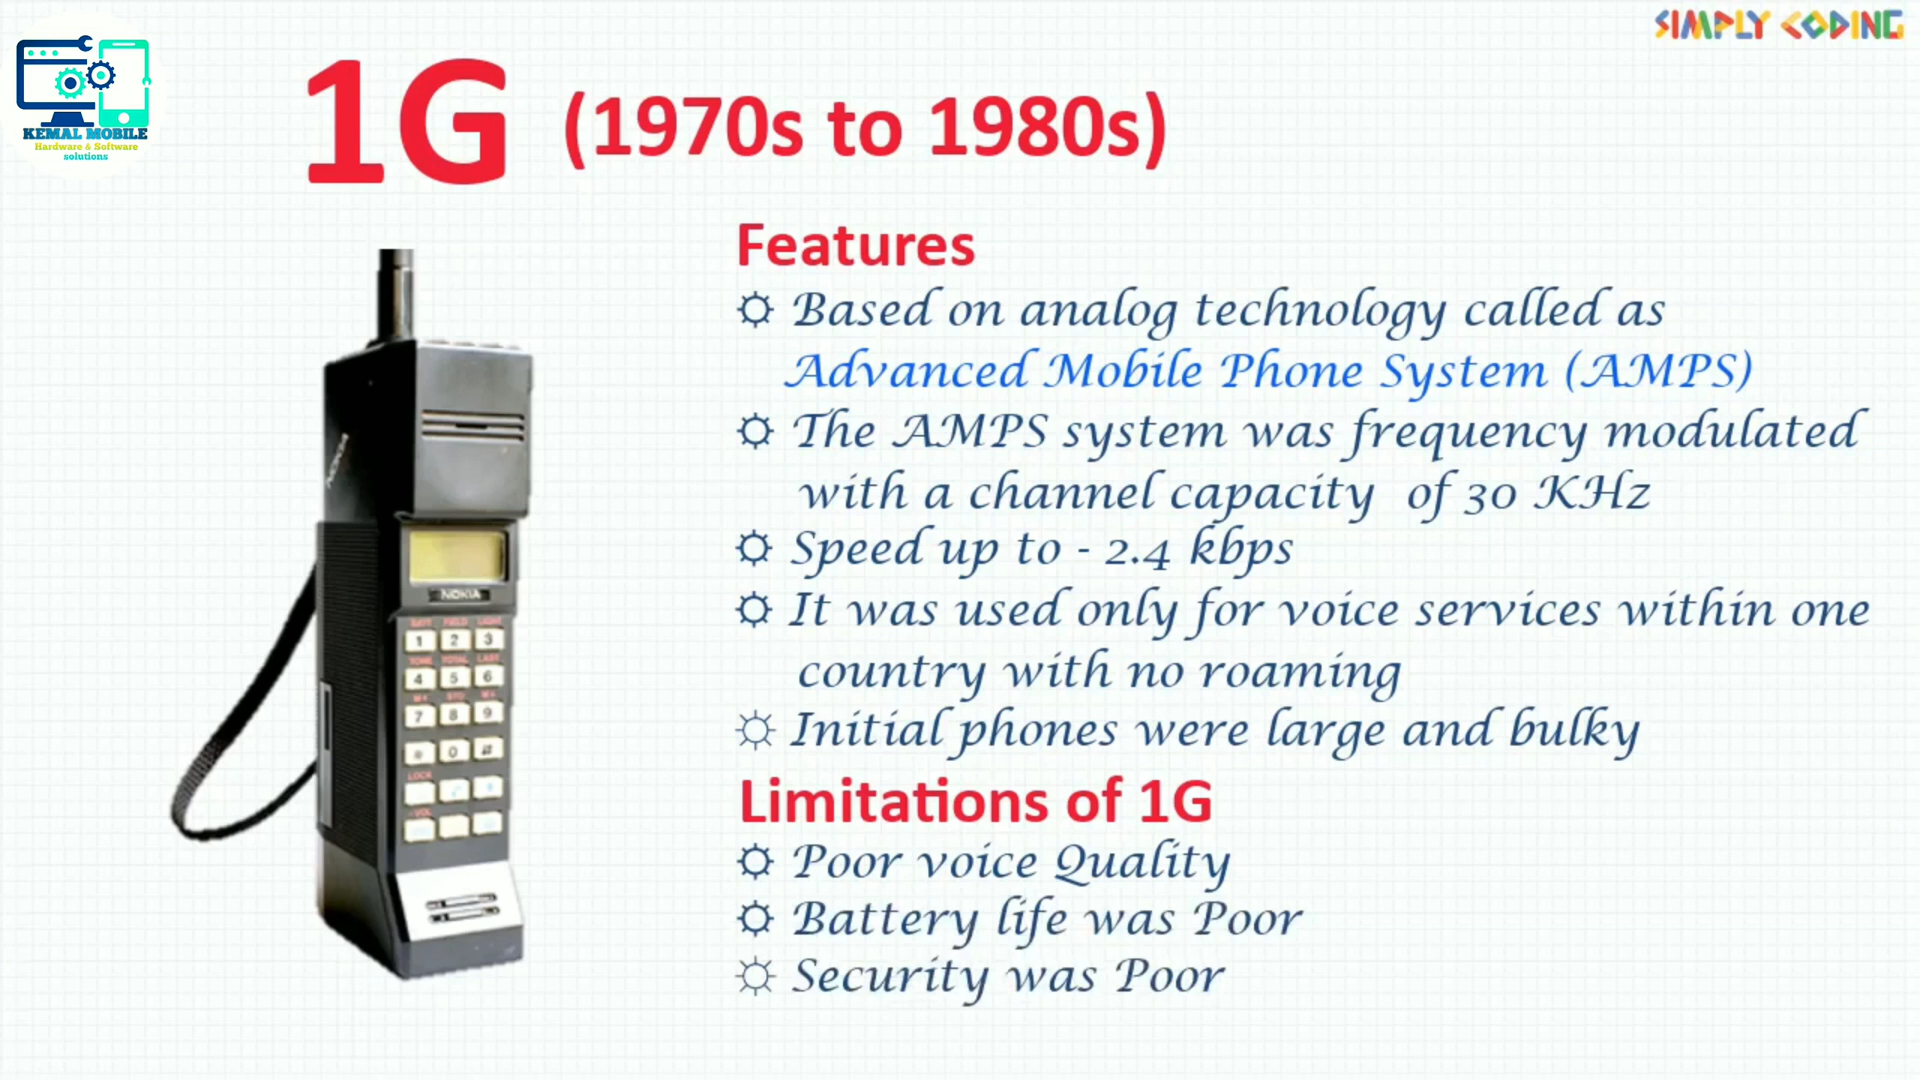 SIMPLY CODING
KEMAL MOBILE
Hardware & Software
solutions
1G (1970s to 1980s)
Features
Based on analog technology called as
Advanced Mobile Phone System (AMPS)
The AMPS system was frequency modulated
with a channel capacity of 30 KHz
Speed up to - 2.4 kbps
It was used only for voice services within one
country with no roaming
Initial phones were large and bulky
Limitations of 1G
Poor voice Quality
Battery life was Poor
Security was Poor
NOKIA
NOKIA
1 2 3
4 5 6
7 8 9
* 0 #
LOCK
VOL